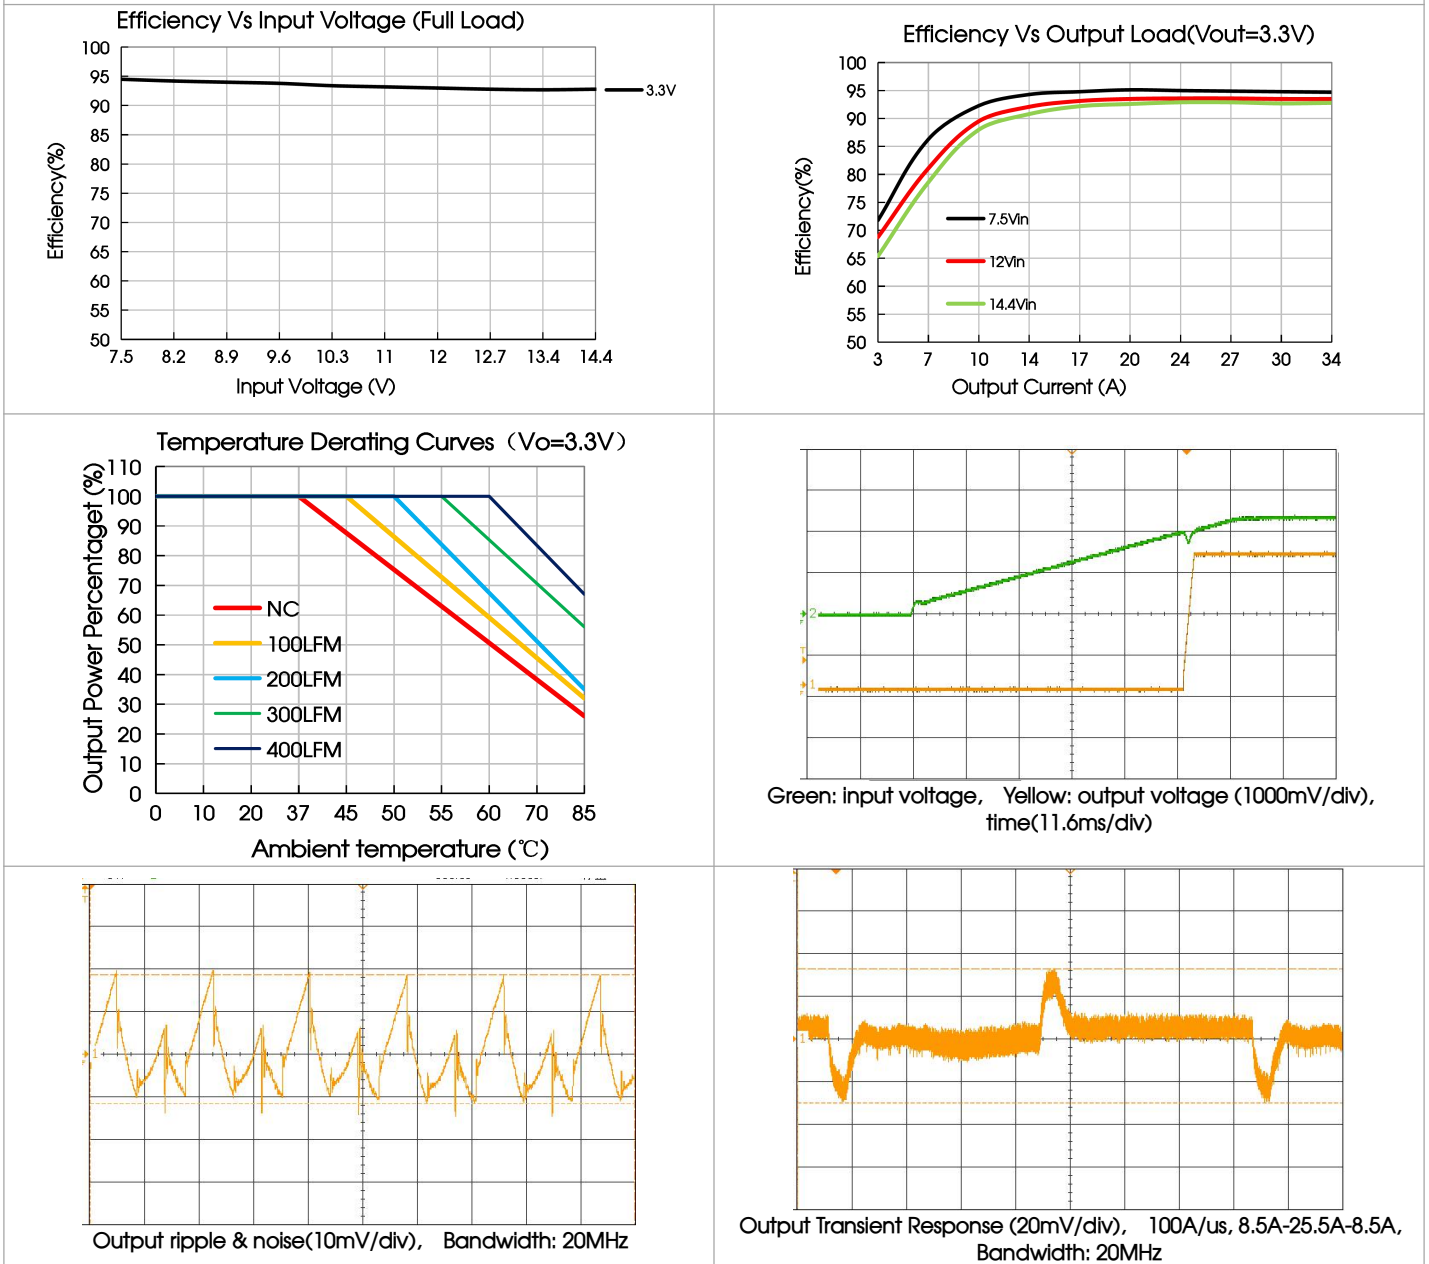 Efficiency Vs Input Voltage (Full Load)
100
95
90
85
80
75
70
65
60
55
50
Efficiency(%)
3.3V
7.5 8.2 8.9 9.6 10.3 11 12 12.7 13.4 14.4
Input Voltage (V)
Efficiency Vs Output Load(Vout=3.3V)
100
95
90
85
80
75
70
65
60
55
50
Efficiency(%)
7.5Vin
12Vin
14.4Vin
3 7 10 14 17 20 24 27 30 34
Output Current (A)
Temperature Derating Curves（Vo=3.3V）
110
100
90
80
70
60
50
40
30
20
10
0
Output Power Percentaget (%)
NC
100LFM
200LFM
300LFM
400LFM
0 10 20 37 45 50 55 60 70 85
Ambient temperature (℃)
2
T
1
Green: input voltage, Yellow: output voltage (1000mV/div),
time(11.6ms/div)
T
1
Output ripple & noise(10mV/div), Bandwidth: 20MHz
1
Output Transient Response (20mV/div), 100A/us, 8.5A-25.5A-8.5A,
Bandwidth: 20MHz